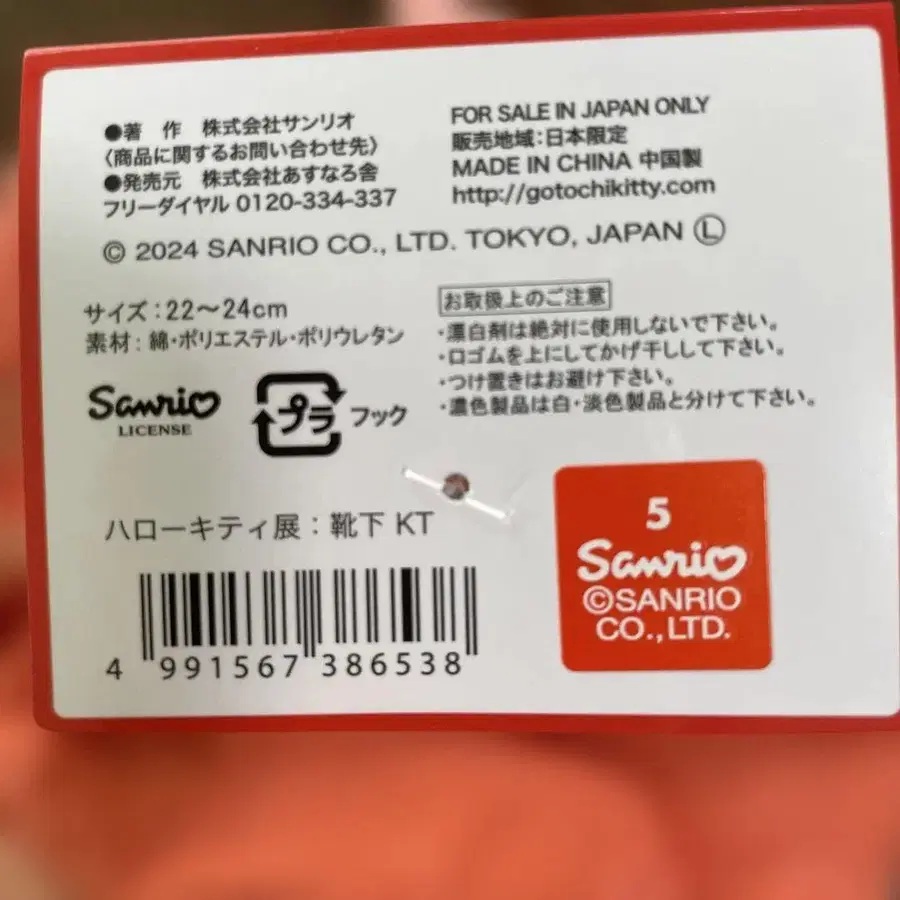 ●著　作　株式会社サンリオ
〈商品に関するお問い合わせ先〉
●発売元　株式会社あすなろ舎
フリーダイヤル 0120-334-337
FOR SALE IN JAPAN ONLY
販売地域:日本限定
MADE IN CHINA 中国製
http://gotochikitty.com
© 2024 SANRIO CO., LTD. TOKYO, JAPAN Ⓛ
サイズ:22〜24cm
素材:綿・ポリエステル・ポリウレタン
お取扱上のご注意
・漂白剤は絶対に使用しないで下さい。
・口ゴムを上にしてかげ干しして下さい。
・つけ置きはお避け下さい。
・濃色製品は白・淡色製品と分けて下さい。
Sanrio
LICENSE
プラ フック
ハローキティ展:靴下 KT
4 991567 386538
5
Sanrio
©SANRIO
CO.,LTD.